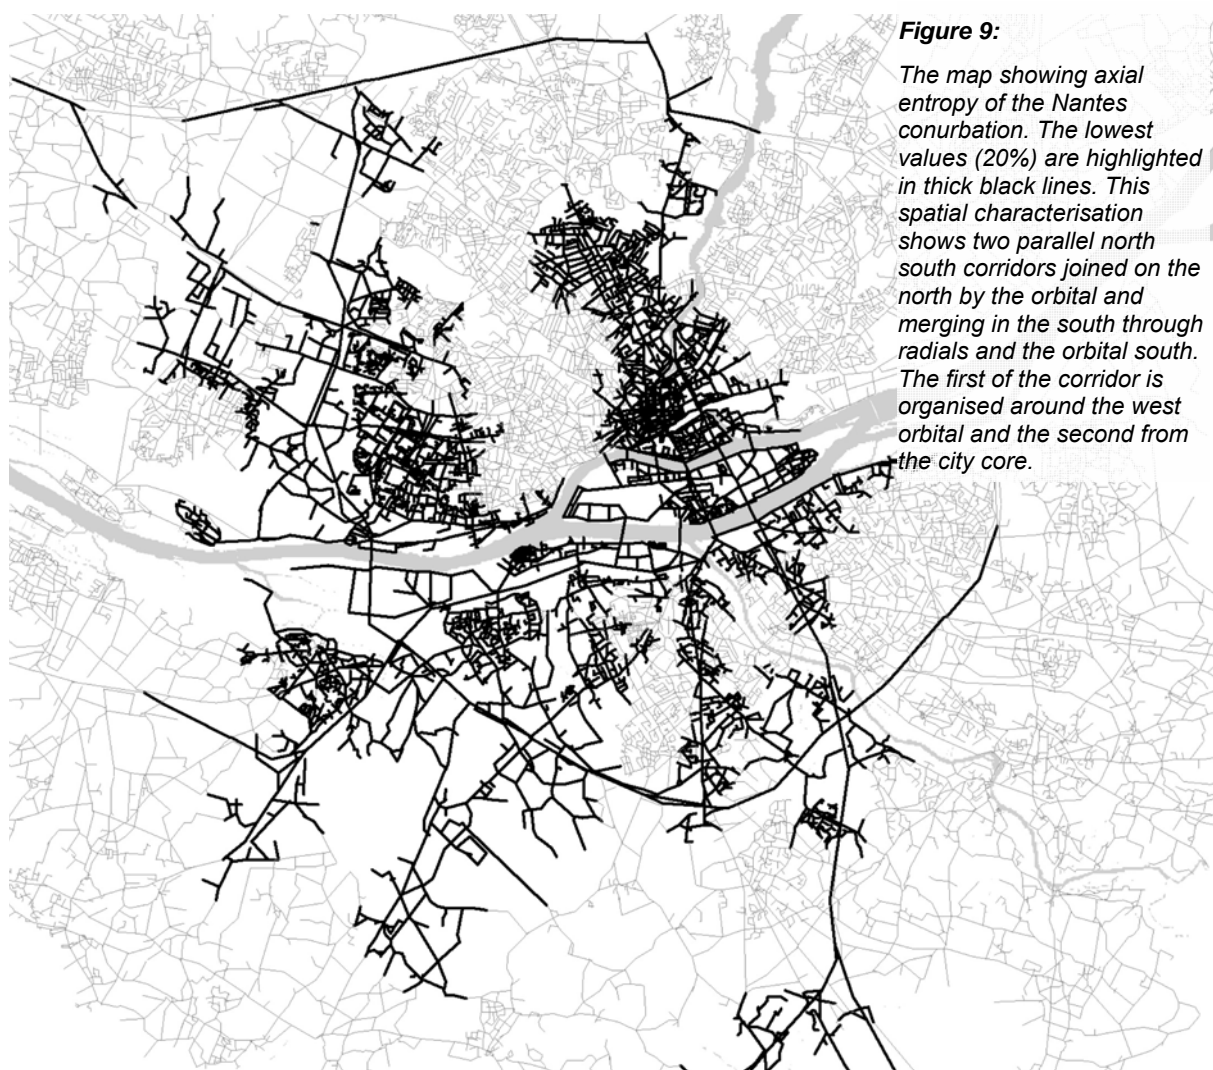 Figure 9:
The map showing axial
entropy of the Nantes
conurbation. The lowest
values (20%) are highlighted
in thick black lines. This
spatial characterisation
shows two parallel north
south corridors joined on the
north by the orbital and
merging in the south through
radials and the orbital south.
The first of the corridor is
organised around the west
orbital and the second from
the city core.